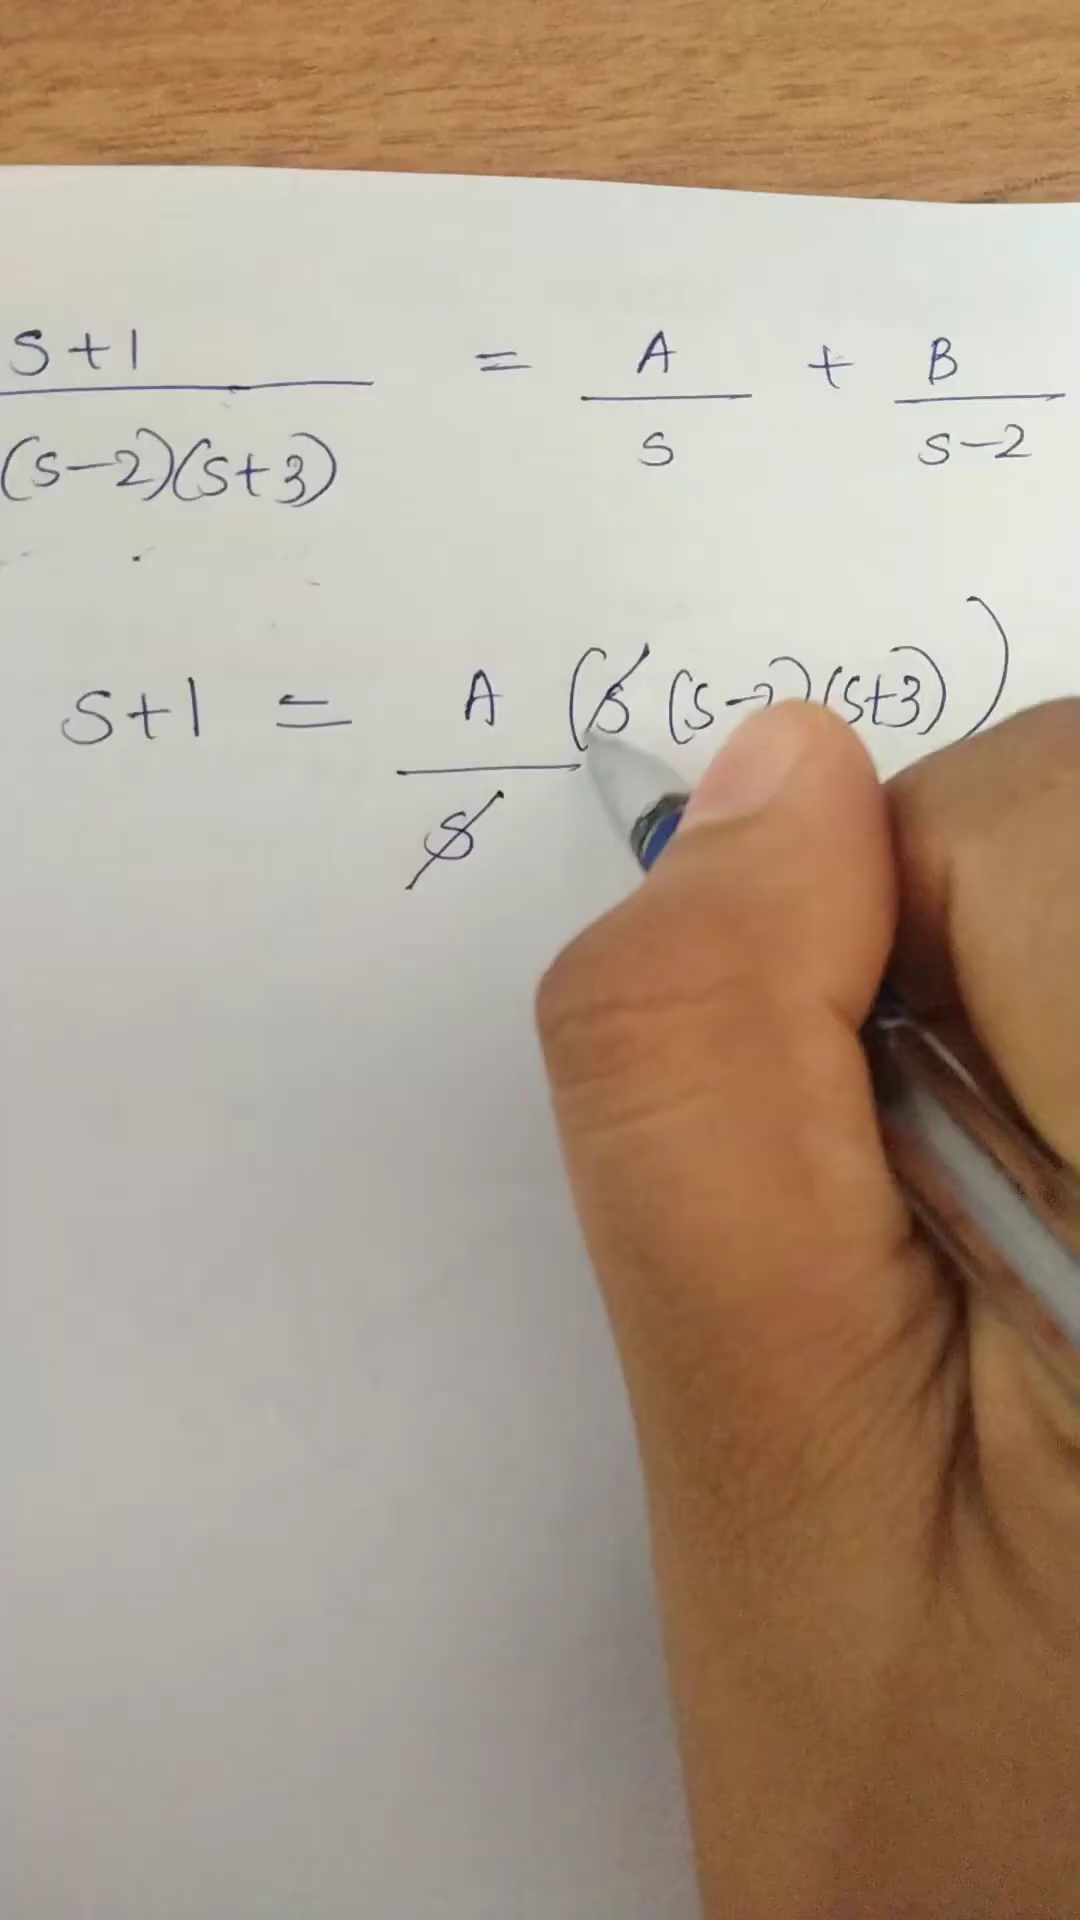 s+1 = A + B
(s-2)(s+3) s s-2
s+1 = A (s (s-2)(s+3))
s